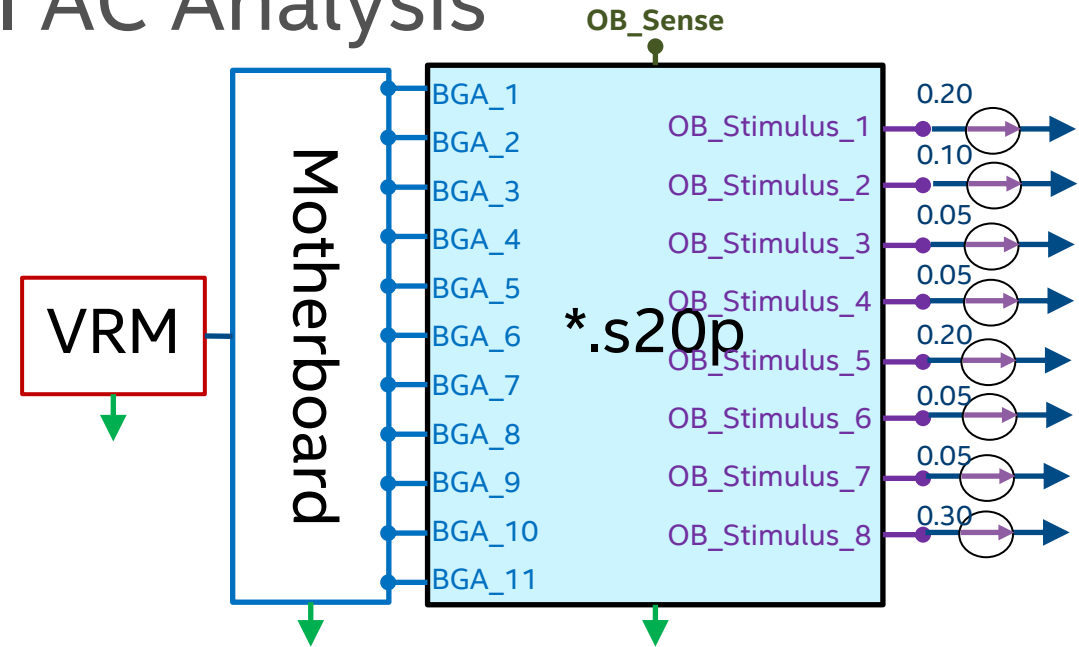 AC Analysis
OB_Sense
VRM
Motherboard
BGA_1
BGA_2
BGA_3
BGA_4
BGA_5
BGA_6
BGA_7
BGA_8
BGA_9
BGA_10
BGA_11
*.s20p
OB_Stimulus_1
OB_Stimulus_2
OB_Stimulus_3
OB_Stimulus_4
OB_Stimulus_5
OB_Stimulus_6
OB_Stimulus_7
OB_Stimulus_8
0.20
0.10
0.05
0.05
0.20
0.05
0.05
0.30